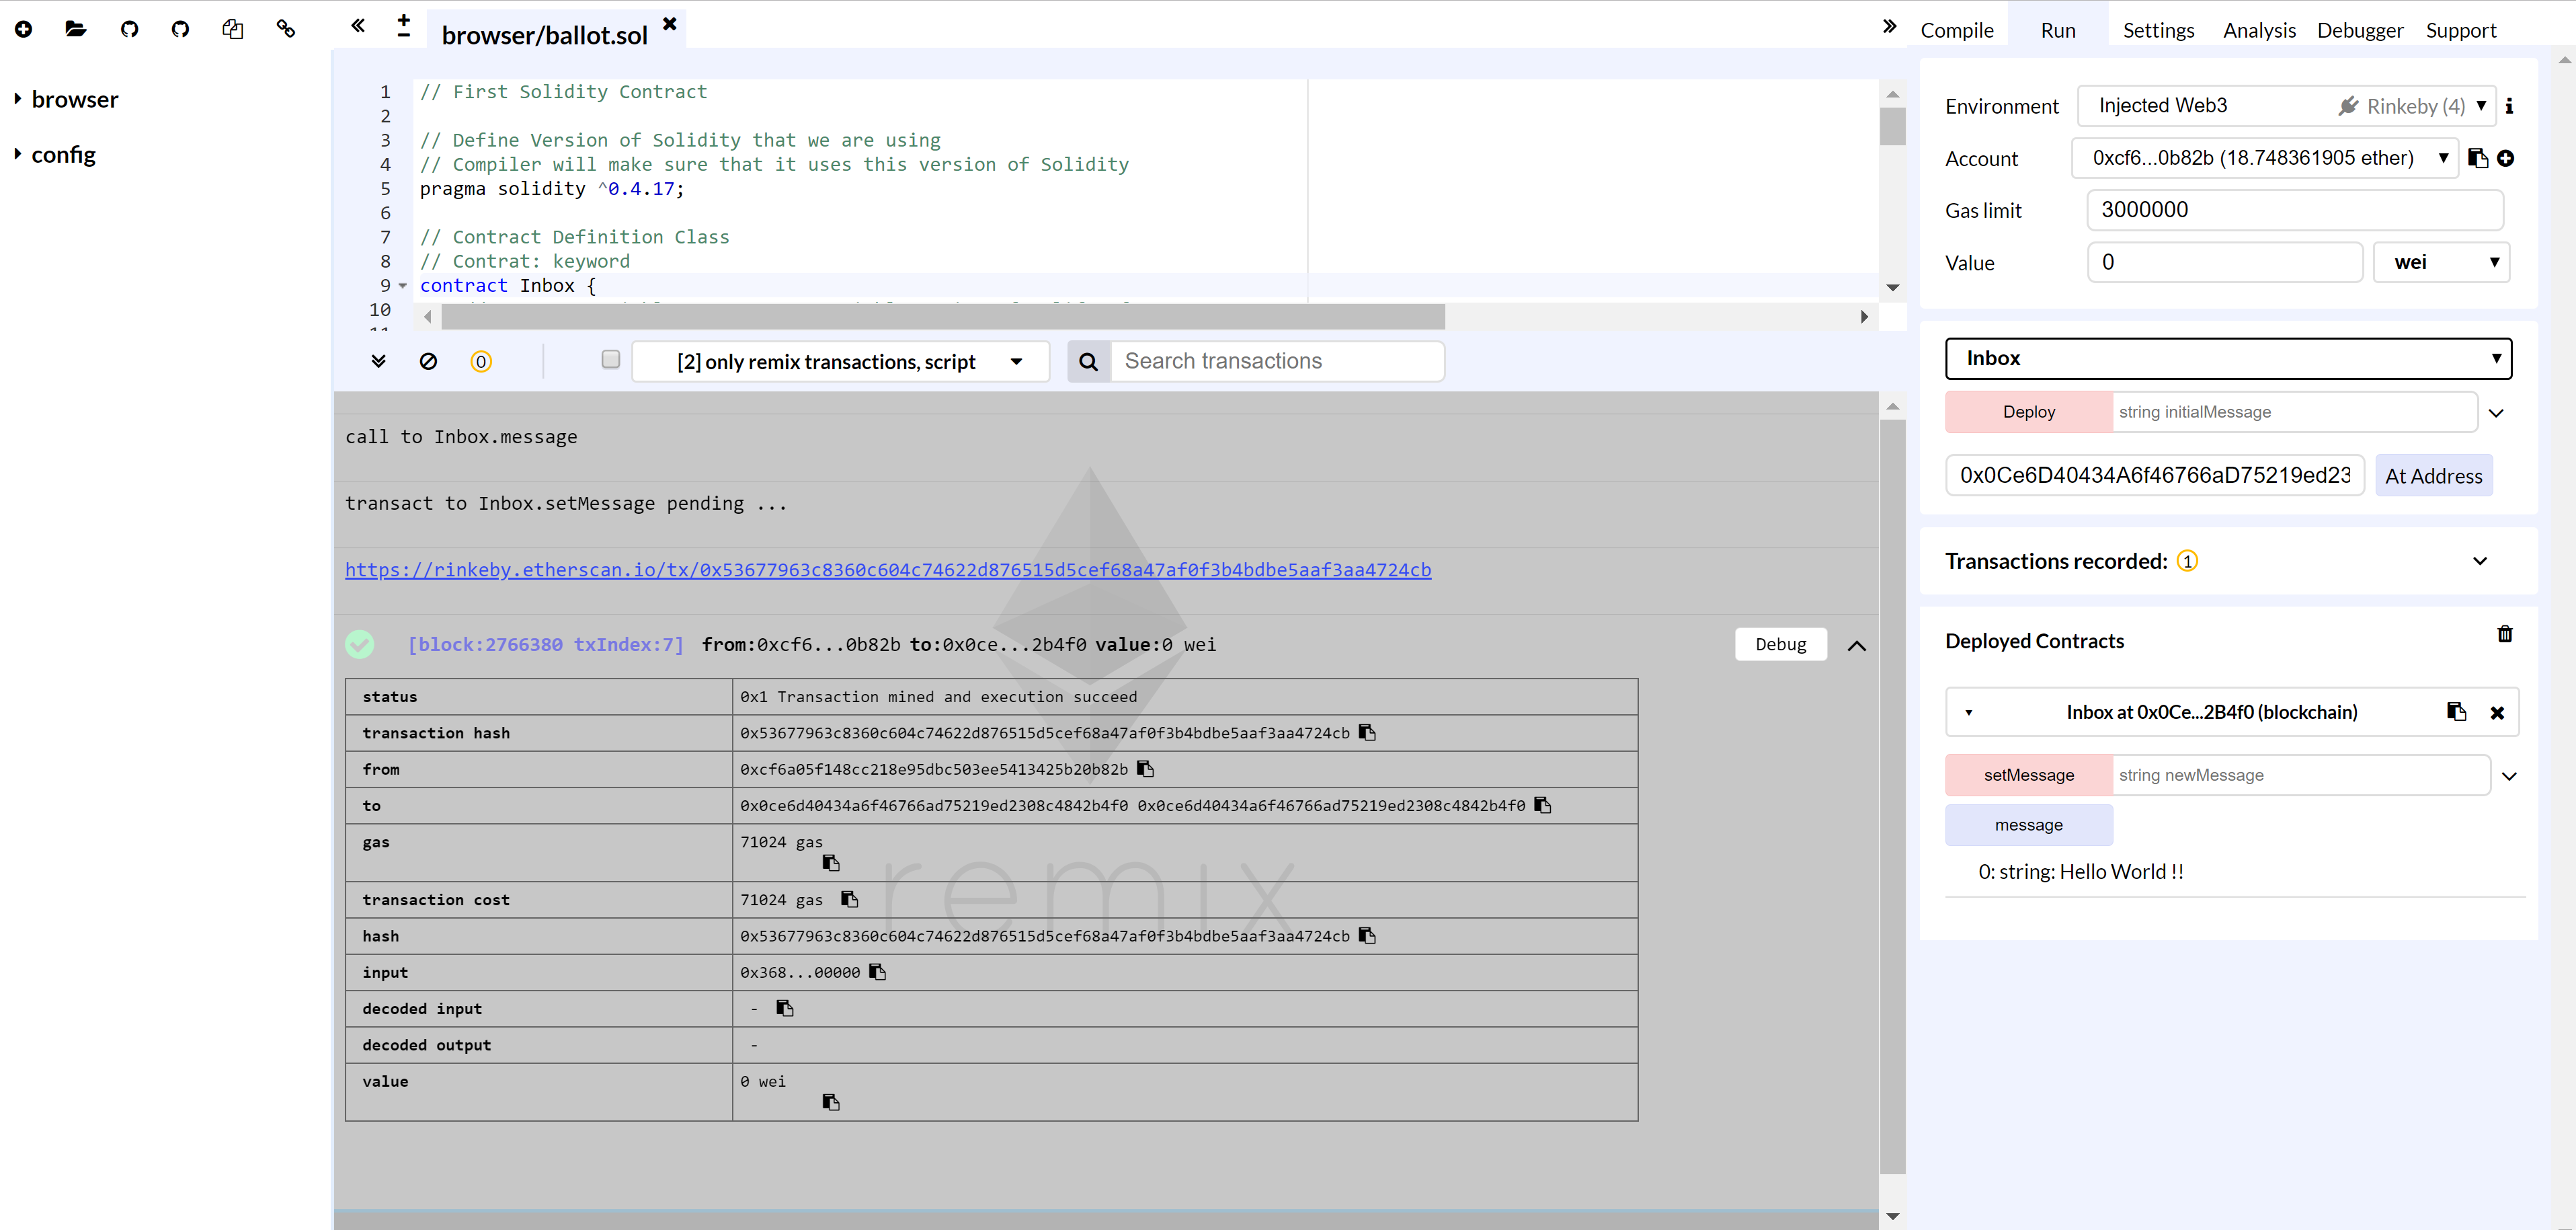 browser/ballot.sol
Compile Run Settings Analysis Debugger Support
browser
config
1 // First Solidity Contract
2
3 // Define Version of Solidity that we are using
4 // Compiler will make sure that it uses this version of Solidity
5 pragma solidity ^0.4.17;
6
7 // Contract Definition Class
8 // Contrat: keyword
9 contract Inbox {
10
0
[2] only remix transactions, script
Search transactions
call to Inbox.message
transact to Inbox.setMessage pending ...
https://rinkeby.etherscan.io/tx/0x53677963c8360c604c74622d876515d5cef68a47af0f3b4bdbe5aaf3aa4724cb
[block:2766380 txIndex:7] from:0xcf6...0b82b to:0x0ce...2b4f0 value:0 wei
Debug
status 0x1 Transaction mined and execution succeed
transaction hash 0x53677963c8360c604c74622d876515d5cef68a47af0f3b4bdbe5aaf3aa4724cb
from 0xcf6a05f148cc218e95dbc503ee5413425b20b82b
to 0x0ce6d40434a6f46766ad75219ed2308c4842b4f0 0x0ce6d40434a6f46766ad75219ed2308c4842b4f0
gas 71024 gas
transaction cost 71024 gas
hash 0x53677963c8360c604c74622d876515d5cef68a47af0f3b4bdbe5aaf3aa4724cb
input 0x368...00000
decoded input -
decoded output -
value 0 wei
remix
Environment Injected Web3 Rinkeby (4)
Account 0xcf6...0b82b (18.748361905 ether)
Gas limit 3000000
Value 0 wei
Inbox
Deploy string initialMessage
0x0Ce6D40434A6f46766aD75219ed23 At Address
Transactions recorded: 1
Deployed Contracts
Inbox at 0x0Ce...2B4f0 (blockchain)
setMessage string newMessage
message
0: string: Hello World !!